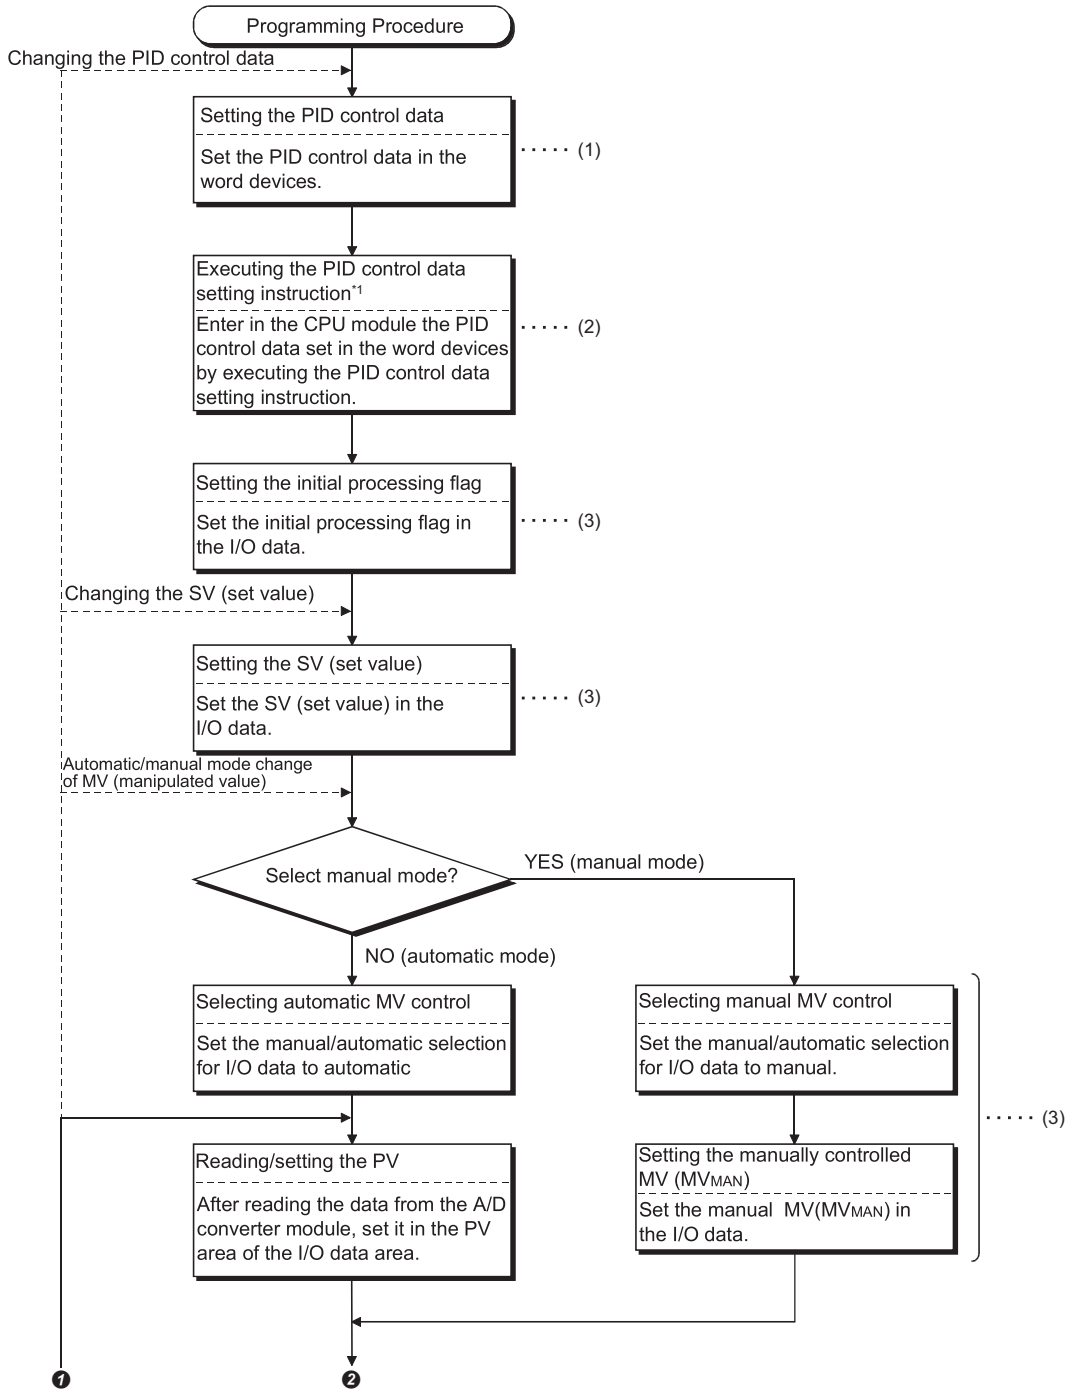 Programming Procedure
Changing the PID control data
Setting the PID control data
Set the PID control data in the
word devices.
····· (1)
Executing the PID control data
setting instruction*1
Enter in the CPU module the PID
control data set in the word devices
by executing the PID control data
setting instruction.
····· (2)
Setting the initial processing flag
Set the initial processing flag in
the I/O data.
····· (3)
Changing the SV (set value)
Setting the SV (set value)
Set the SV (set value) in the
I/O data.
····· (3)
Automatic/manual mode change
of MV (manipulated value)
Select manual mode?
YES (manual mode)
NO (automatic mode)
Selecting automatic MV control
Set the manual/automatic selection
for I/O data to automatic
Selecting manual MV control
Set the manual/automatic selection
for I/O data to manual.
····· (3)
Reading/setting the PV
After reading the data from the A/D
converter module, set it in the PV
area of the I/O data area.
Setting the manually controlled
MV (MVMAN)
Set the manual MV(MVMAN) in
the I/O data.
❶
❷